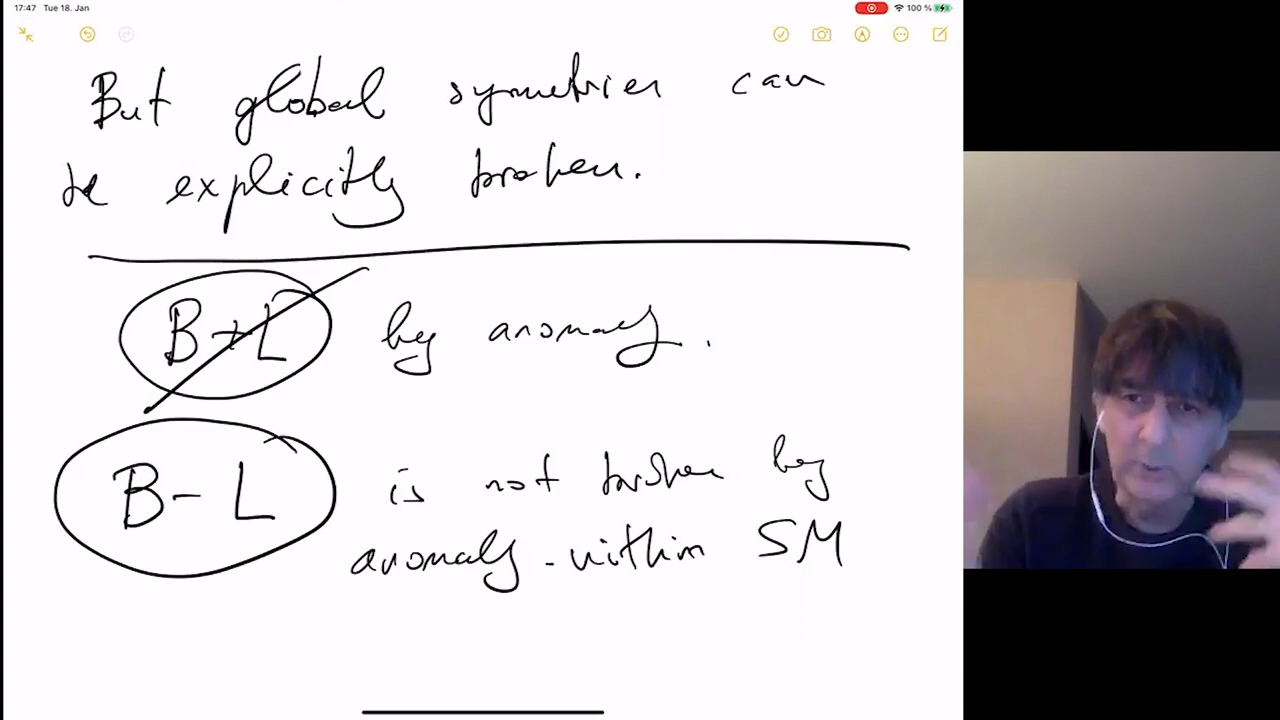 17:47 Tue 18. Jan
100 %
But global symmetries can
be explicitly broken.
B+L by anomaly.
B-L is not broken by
anomaly - within SM